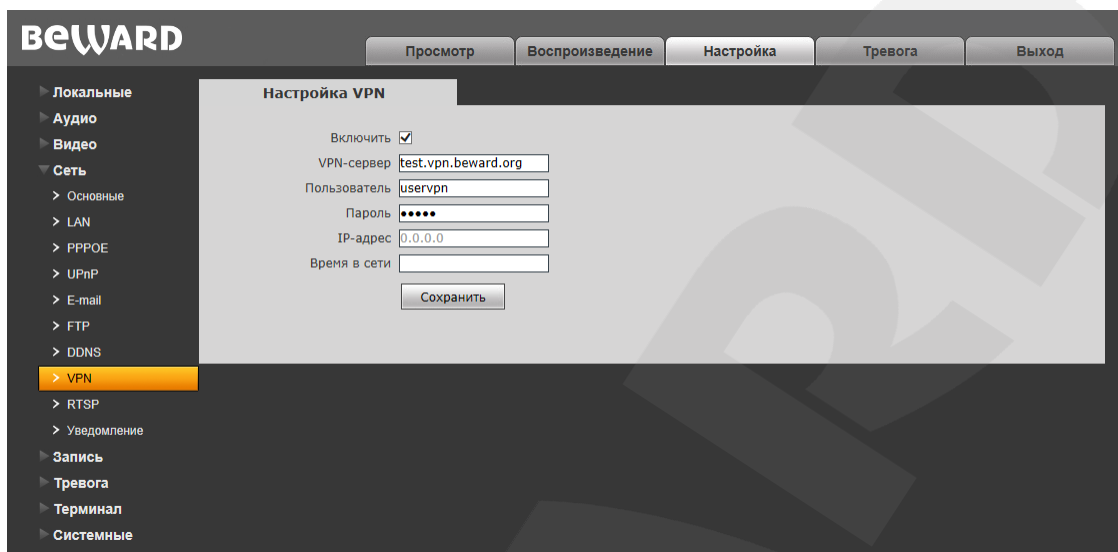 BEWARD
Просмотр Воспроизведение Настройка Тревога Выход
Локальные
Аудио
Видео
Сеть
> Основные
> LAN
> PPPOE
> UPnP
> E-mail
> FTP
> DDNS
> VPN
> RTSP
> Уведомление
Запись
Тревога
Терминал
Системные
Настройка VPN
Включить
VPN-сервер test.vpn.beward.org
Пользователь uservpn
Пароль •••••
IP-адрес 0.0.0.0
Время в сети
Сохранить